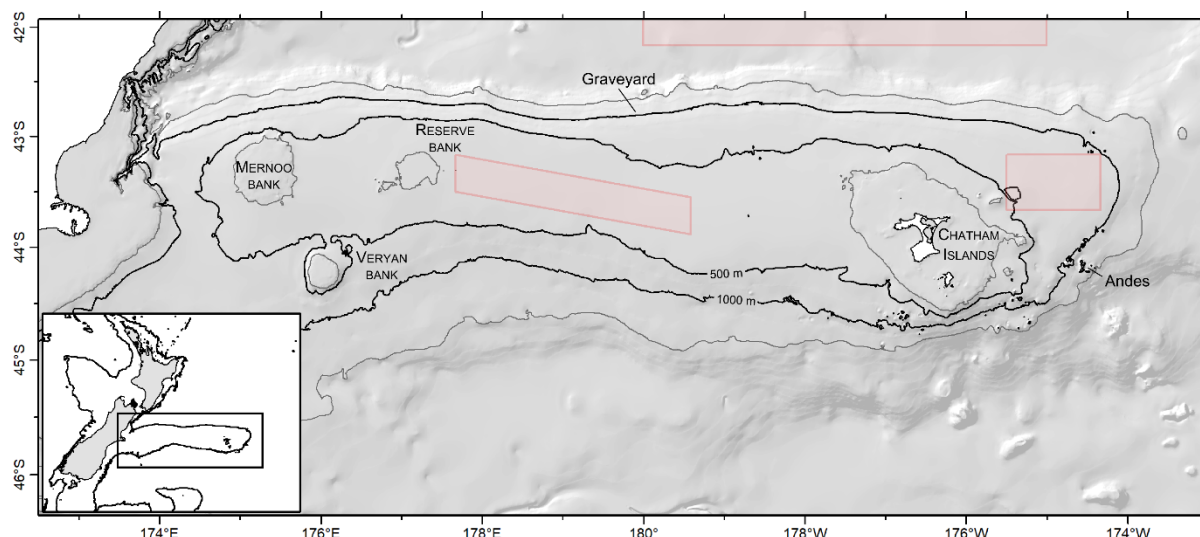 42°S
43°S
44°S
45°S
46°S
Graveyard
RESERVE
BANK
MERNOO
BANK
VERYAN
BANK
CHATHAM
ISLANDS
500 m
1000 m
Andes
174°E
176°E
178°E
180°
178°W
176°W
174°W